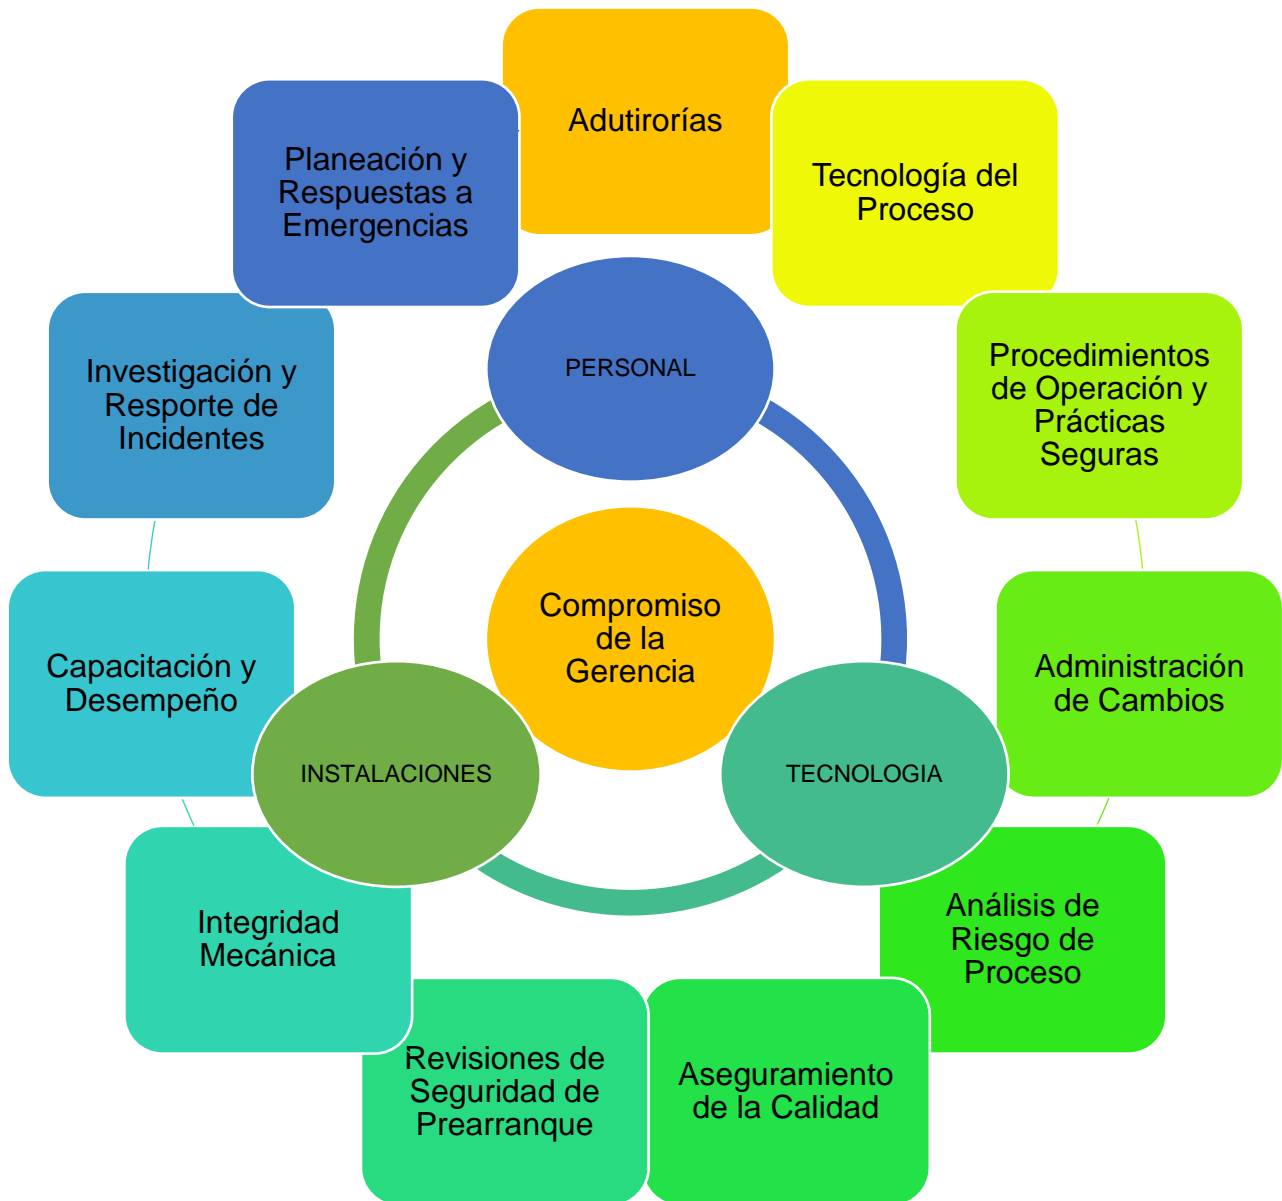 Adutirorías
Tecnología del
Proceso
Procedimientos
de Operación y
Prácticas
Seguras
Administración
de Cambios
Análisis de
Riesgo de
Proceso
Aseguramiento
de la Calidad
Revisiones de
Seguridad de
Prearranque
Integridad
Mecánica
Capacitación y
Desempeño
Investigación y
Resporte de
Incidentes
Planeación y
Respuestas a
Emergencias
PERSONAL
TECNOLOGIA
INSTALACIONES
Compromiso
de la
Gerencia